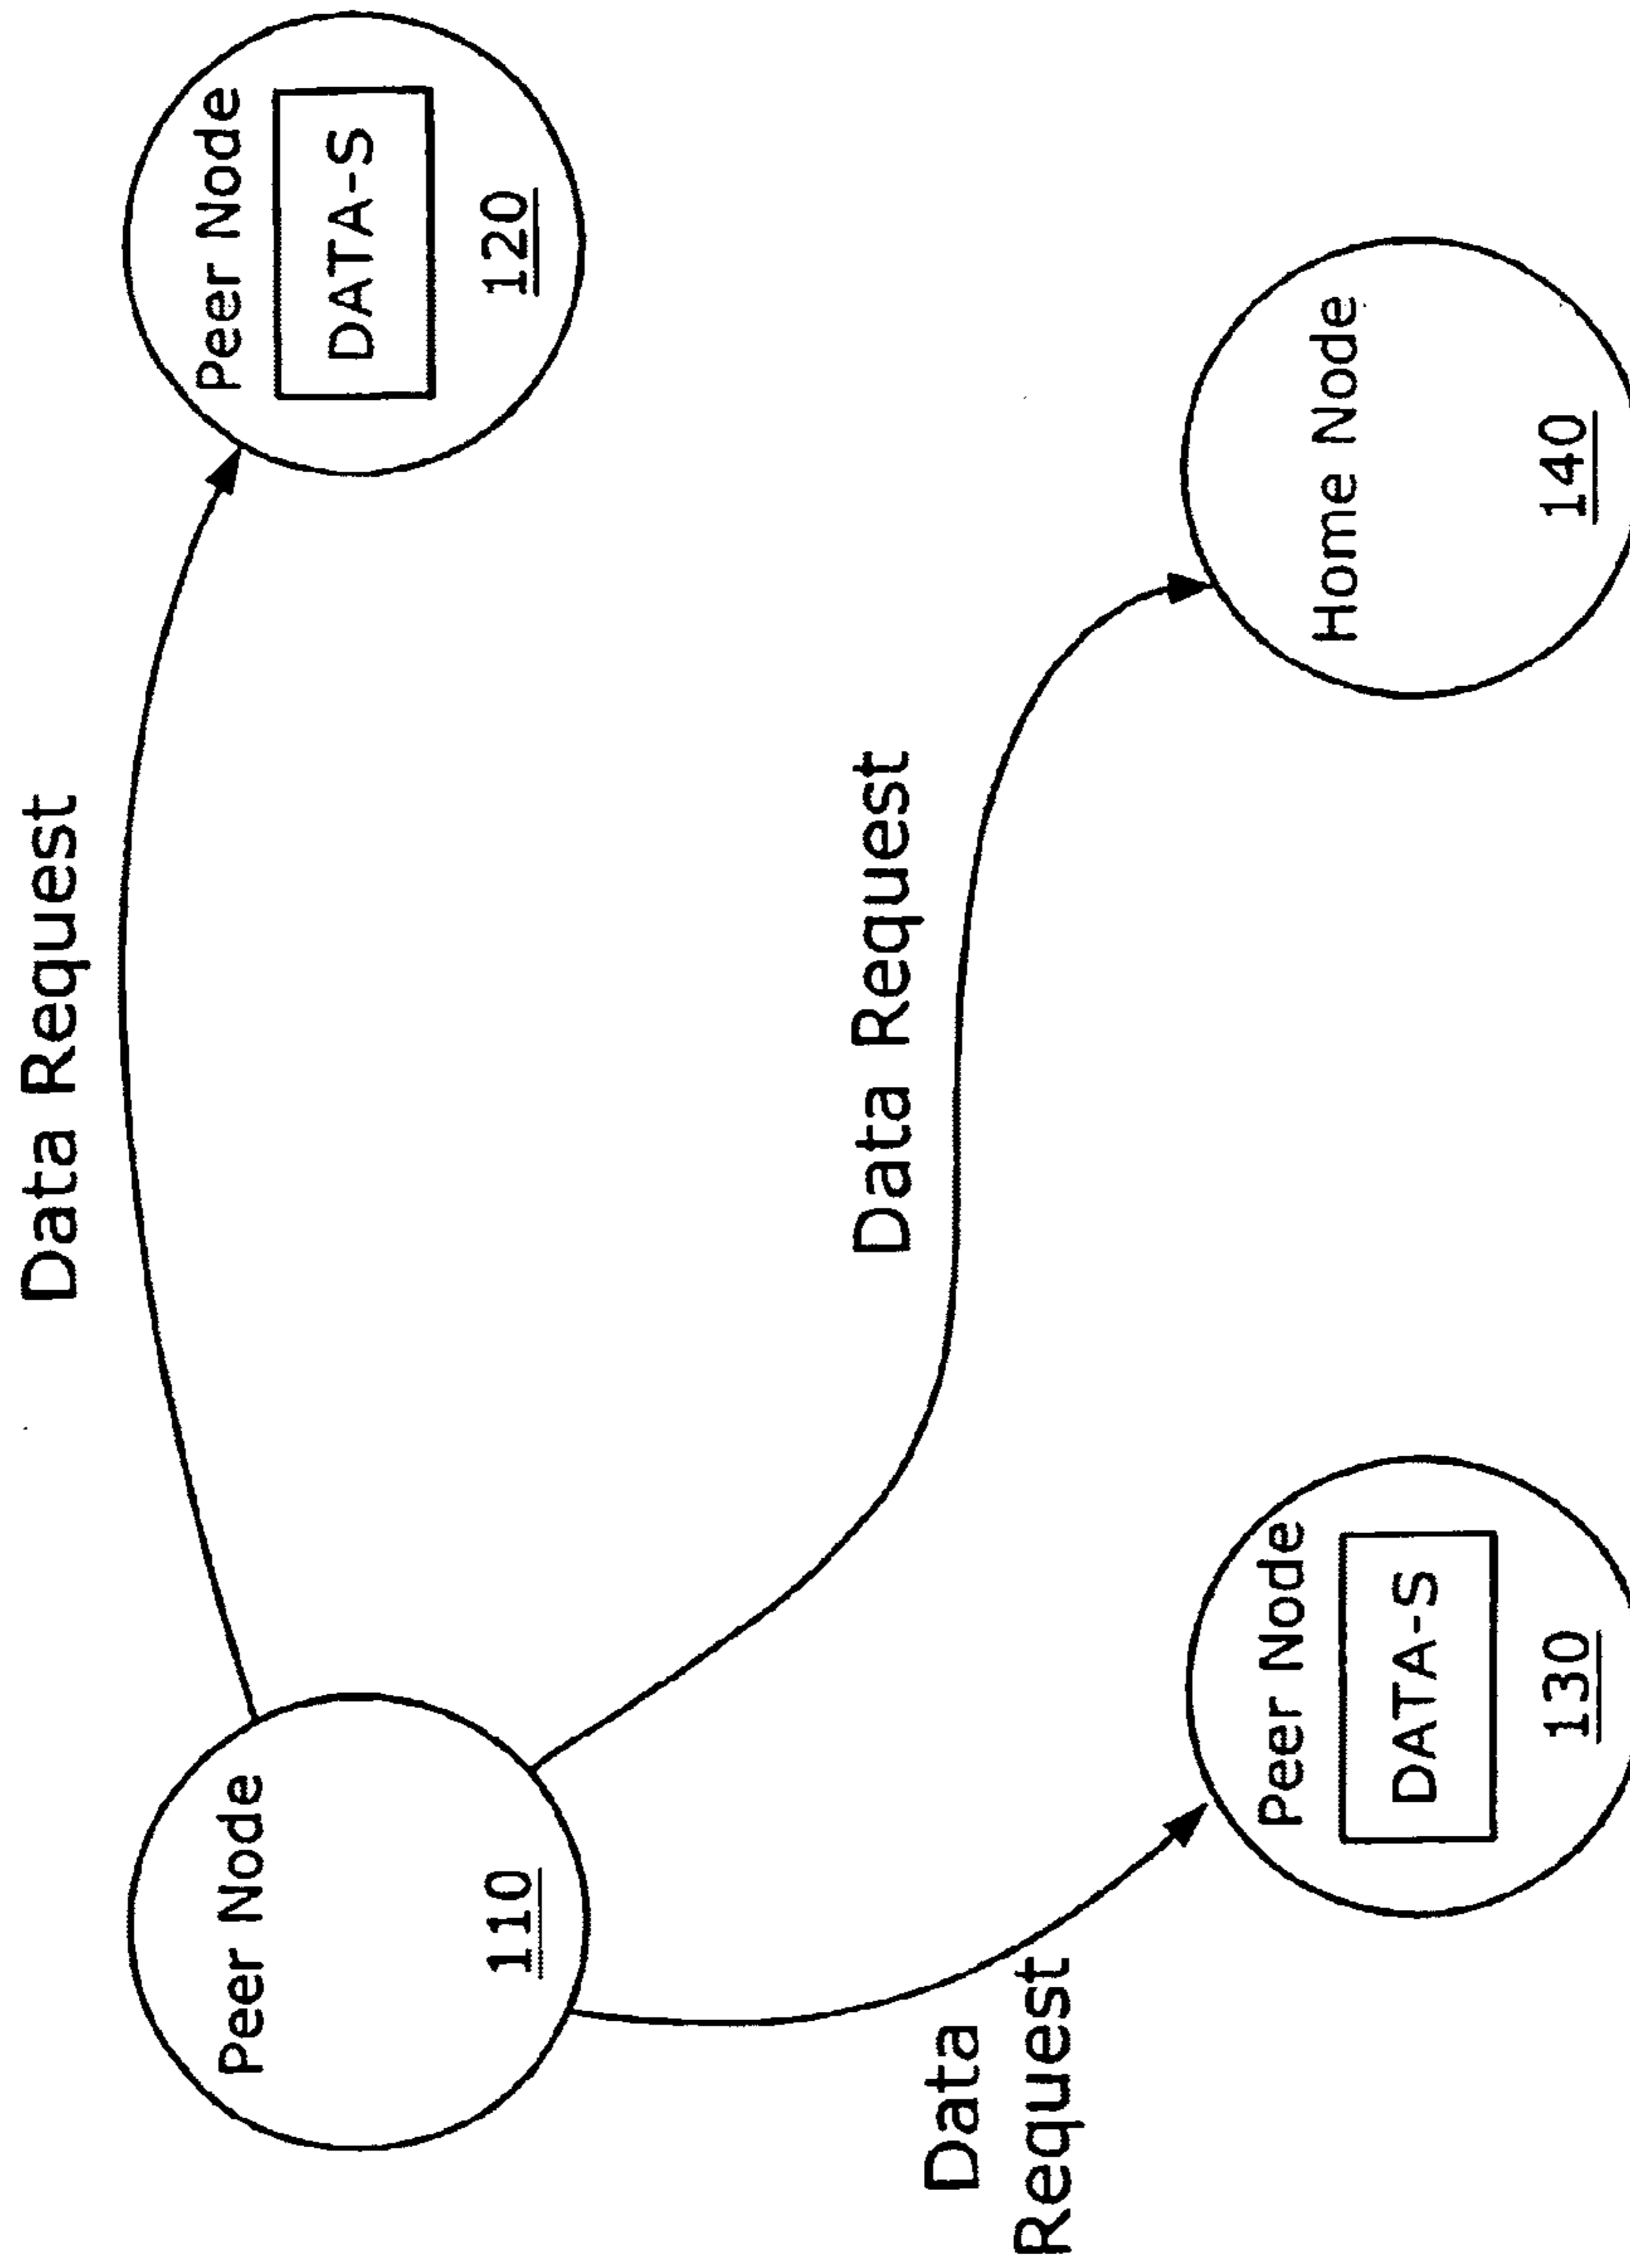 Data Request
Peer Node
110
Peer Node
DATA-S
120
Data Request
Data
Request
Peer Node
DATA-S
130
Home Node
140